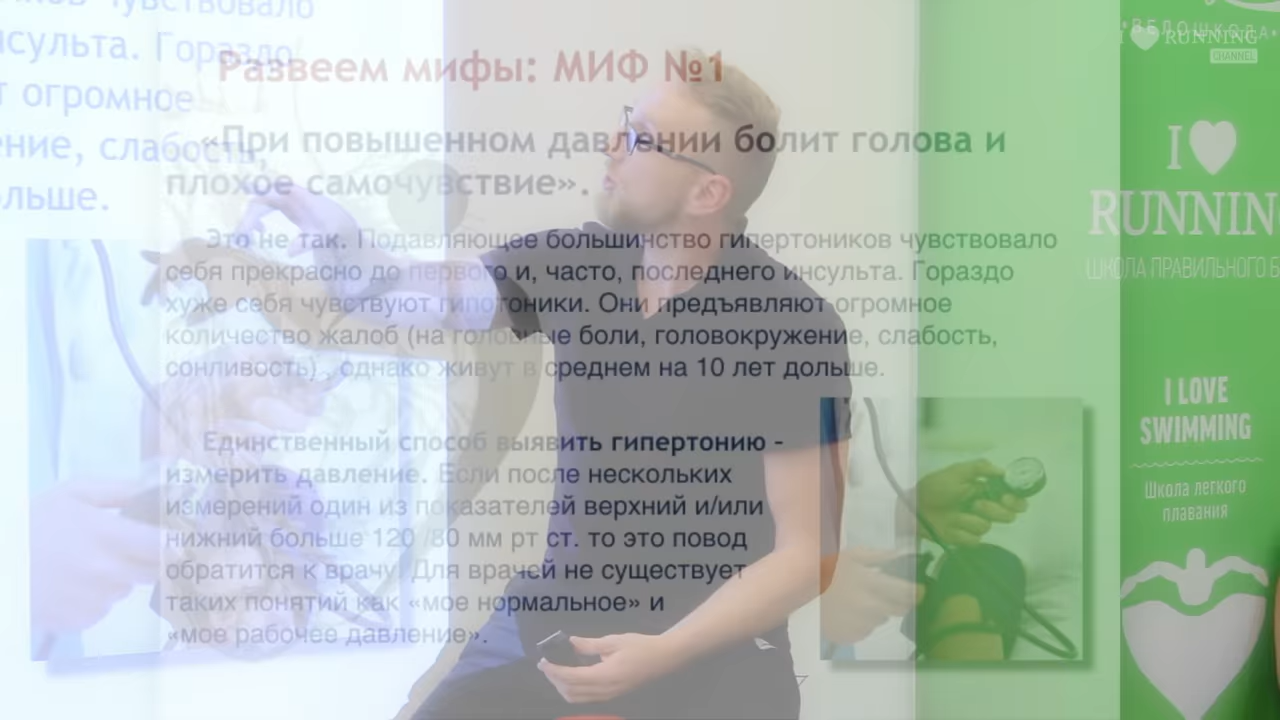 нсульта. Гораздо
т огромное
ение, слабость,
ольше.
Развеем мифы: МИФ №1
«При повышенном давлении болит голова и
плохое самочувствие».
Это не так. Подавляющее большинство гипертоников чувствовало
себя прекрасно до первого и, часто, последнего инсульта. Гораздо
хуже себя чувствуют гипотоники. Они предъявляют огромное
количество жалоб (на головные боли, головокружение, слабость,
сонливость) , однако живут в среднем на 10 лет дольше.
Единственный способ выявить гипертонию -
измерить давление. Если после нескольких
измерений один из показателей верхний и/или
нижний больше 120 /80 мм рт ст. то это повод
обратится к врачу. Для врачей не существует
таких понятий как «мое нормальное» и
«мое рабочее давление».
•ВЕЛОШКОЛА•
I RUNNING
CHANNEL
I
RUNNIN
ШКОЛА ПРАВИЛЬНОГО Б
I LOVE
SWIMMING
Школа легкого
плавания